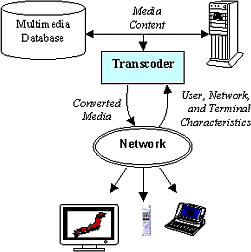 Media
Content
Multimedia
Database
Transcoder
Converted
Media
User, Network,
and Terminal
Characteristics
Network